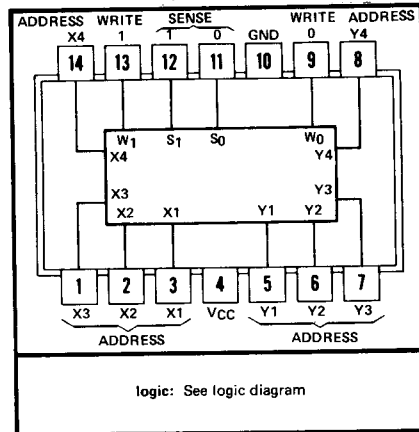 ADDRESS WRITE SENSE WRITE ADDRESS
X4 1 1 0 GND 0 Y4
14 13 12 11 10 9 8
W1 S1 S0 W0
X4 Y4
X3 Y3
X2 X1 Y1 Y2
1 2 3 4 5 6 7
X3 X2 X1 VCC Y1 Y2 Y3
ADDRESS ADDRESS
logic: See logic diagram